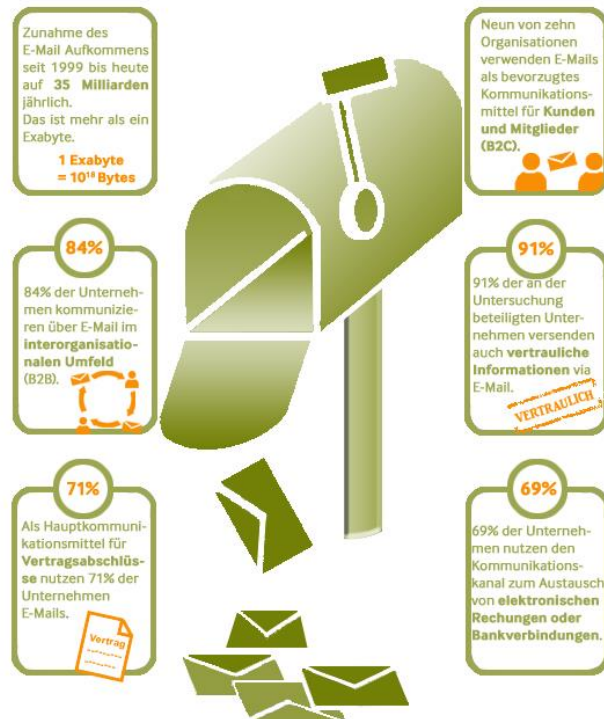 Zunahme des
E-Mail Aufkommens
seit 1999 bis heute
auf 35 Milliarden
jährlich.
Das ist mehr als ein
Exabyte.
1 Exabyte
= 10¹⁸ Bytes
Neun von zehn
Organisationen
verwenden E-Mails
als bevorzugtes
Kommunikations-
mittel für Kunden
und Mitglieder
(B2C).
84%
84% der Unterneh-
men kommunizie-
ren über E-Mail im
interorganisatio-
nalen Umfeld
(B2B).
91%
91% der an der
Untersuchung
beteiligten Unter-
nehmen versenden
auch vertrauliche
Informationen via
E-Mail.
VERTRAULICH
71%
Als Hauptkommuni-
kationsmittel für
Vertragsabschlüs-
se nutzen 71% der
Unternehmen
E-Mails.
Vertrag
69%
69% der Unterneh-
men nutzen den
Kommunikations-
kanal zum Austausch
von elektronischen
Rechungen oder
Bankverbindungen.